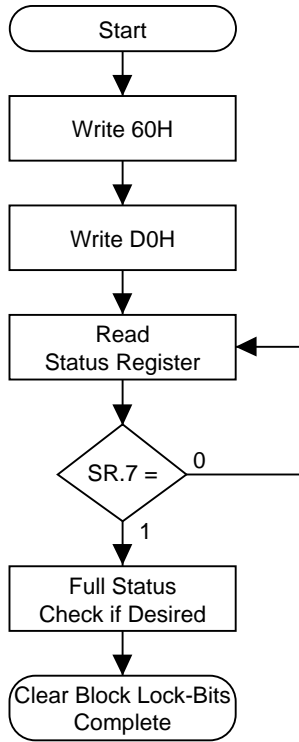 Start
Write 60H
Write D0H
Read
Status Register
SR.7 =
0
1
Full Status
Check if Desired
Clear Block Lock-Bits
Complete